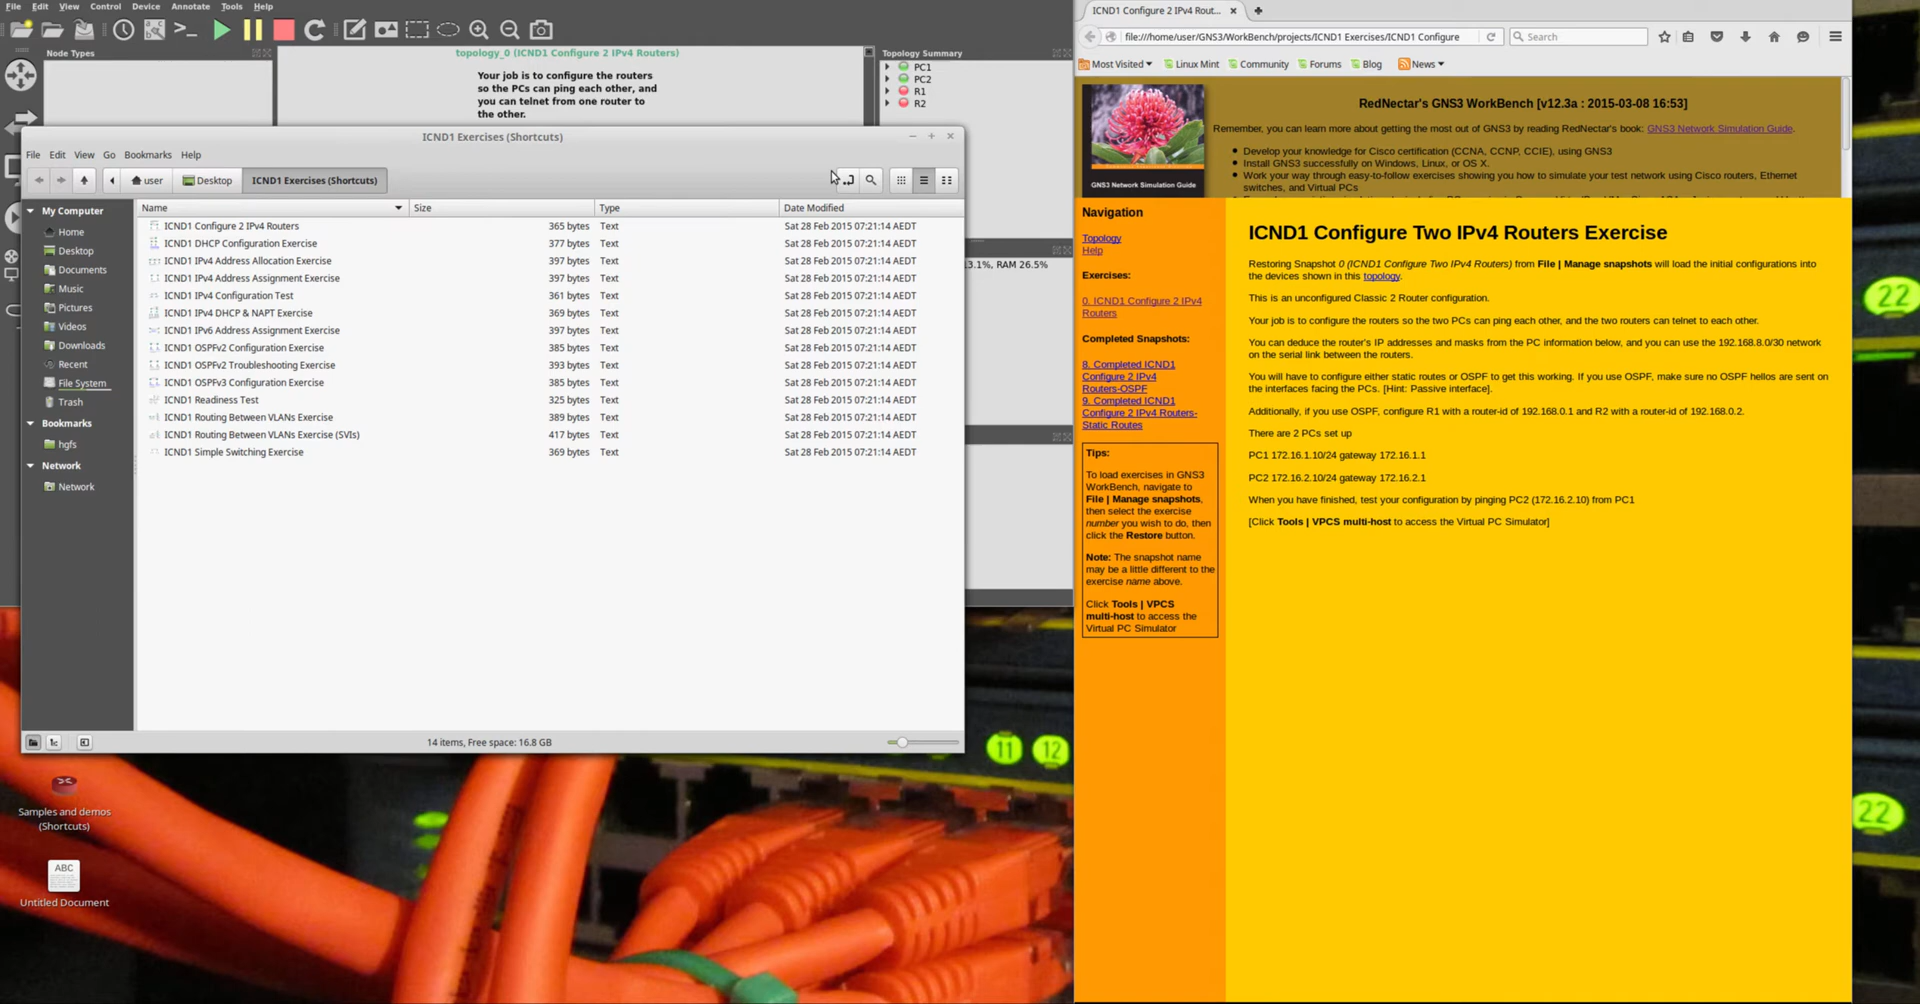 File Edit View Control Device Annotate Tools Help
Node Types
topology_0 (ICND1 Configure 2 IPv4 Routers)
Your job is to configure the routers
so the PCs can ping each other, and
you can telnet from one router to
the other.
Topology Summary
PC1
PC2
R1
R2
13.1%, RAM 26.5%
ICND1 Exercises (Shortcuts)
File Edit View Go Bookmarks Help
user Desktop ICND1 Exercises (Shortcuts)
My Computer
Home
Desktop
Documents
Music
Pictures
Videos
Downloads
Recent
File System
Trash
Bookmarks
hgfs
Network
Network
Name Size Type Date Modified
ICND1 Configure 2 IPv4 Routers 365 bytes Text Sat 28 Feb 2015 07:21:14 AEDT
ICND1 DHCP Configuration Exercise 377 bytes Text Sat 28 Feb 2015 07:21:14 AEDT
ICND1 IPv4 Address Allocation Exercise 397 bytes Text Sat 28 Feb 2015 07:21:14 AEDT
ICND1 IPv4 Address Assignment Exercise 397 bytes Text Sat 28 Feb 2015 07:21:14 AEDT
ICND1 IPv4 Configuration Test 361 bytes Text Sat 28 Feb 2015 07:21:14 AEDT
ICND1 IPv4 DHCP & NAPT Exercise 369 bytes Text Sat 28 Feb 2015 07:21:14 AEDT
ICND1 IPv6 Address Assignment Exercise 397 bytes Text Sat 28 Feb 2015 07:21:14 AEDT
ICND1 OSPFv2 Configuration Exercise 385 bytes Text Sat 28 Feb 2015 07:21:14 AEDT
ICND1 OSPFv2 Troubleshooting Exercise 393 bytes Text Sat 28 Feb 2015 07:21:14 AEDT
ICND1 OSPFv3 Configuration Exercise 385 bytes Text Sat 28 Feb 2015 07:21:14 AEDT
ICND1 Readiness Test 325 bytes Text Sat 28 Feb 2015 07:21:14 AEDT
ICND1 Routing Between VLANs Exercise 389 bytes Text Sat 28 Feb 2015 07:21:14 AEDT
ICND1 Routing Between VLANs Exercise (SVIs) 417 bytes Text Sat 28 Feb 2015 07:21:14 AEDT
ICND1 Simple Switching Exercise 369 bytes Text Sat 28 Feb 2015 07:21:14 AEDT
14 items, Free space: 16.8 GB
Samples and demos
(Shortcuts)
ABC
Untitled Document
11 12
22
22
ICND1 Configure 2 IPv4 Rout...
file:///home/user/GNS3/WorkBench/projects/ICND1 Exercises/ICND1 Configure
Search
Most Visited Linux Mint Community Forums Blog News
GNS3 Network Simulation Guide
RedNectar's GNS3 WorkBench [v12.3a : 2015-03-08 16:53]
Remember, you can learn more about getting the most out of GNS3 by reading RedNectar's book: GNS3 Network Simulation Guide.
Develop your knowledge for Cisco certification (CCNA, CCNP, CCIE), using GNS3
Install GNS3 successfully on Windows, Linux, or OS X.
Work your way through easy-to-follow exercises showing you how to simulate your test network using Cisco routers, Ethernet
switches, and Virtual PCs
Navigation
Topology
Help
Exercises:
0. ICND1 Configure 2 IPv4
Routers
Completed Snapshots:
8. Completed ICND1
Configure 2 IPv4
Routers-OSPF
9. Completed ICND1
Configure 2 IPv4 Routers-
Static Routes
Tips:
To load exercises in GNS3
WorkBench, navigate to
File | Manage snapshots,
then select the exercise
number you wish to do, then
click the Restore button.
Note: The snapshot name
may be a little different to the
exercise name above.
Click Tools | VPCS
multi-host to access the
Virtual PC Simulator
ICND1 Configure Two IPv4 Routers Exercise
Restoring Snapshot 0 (ICND1 Configure Two IPv4 Routers) from File | Manage snapshots will load the initial configurations into
the devices shown in this topology.
This is an unconfigured Classic 2 Router configuration.
Your job is to configure the routers so the two PCs can ping each other, and the two routers can telnet to each other.
You can deduce the router's IP addresses and masks from the PC information below, and you can use the 192.168.8.0/30 network
on the serial link between the routers.
You will have to configure either static routes or OSPF to get this working. If you use OSPF, make sure no OSPF hellos are sent on
the interfaces facing the PCs. [Hint: Passive interface].
Additionally, if you use OSPF, configure R1 with a router-id of 192.168.0.1 and R2 with a router-id of 192.168.0.2.
There are 2 PCs set up
PC1 172.16.1.10/24 gateway 172.16.1.1
PC2 172.16.2.10/24 gateway 172.16.2.1
When you have finished, test your configuration by pinging PC2 (172.16.2.10) from PC1
[Click Tools | VPCS multi-host to access the Virtual PC Simulator]